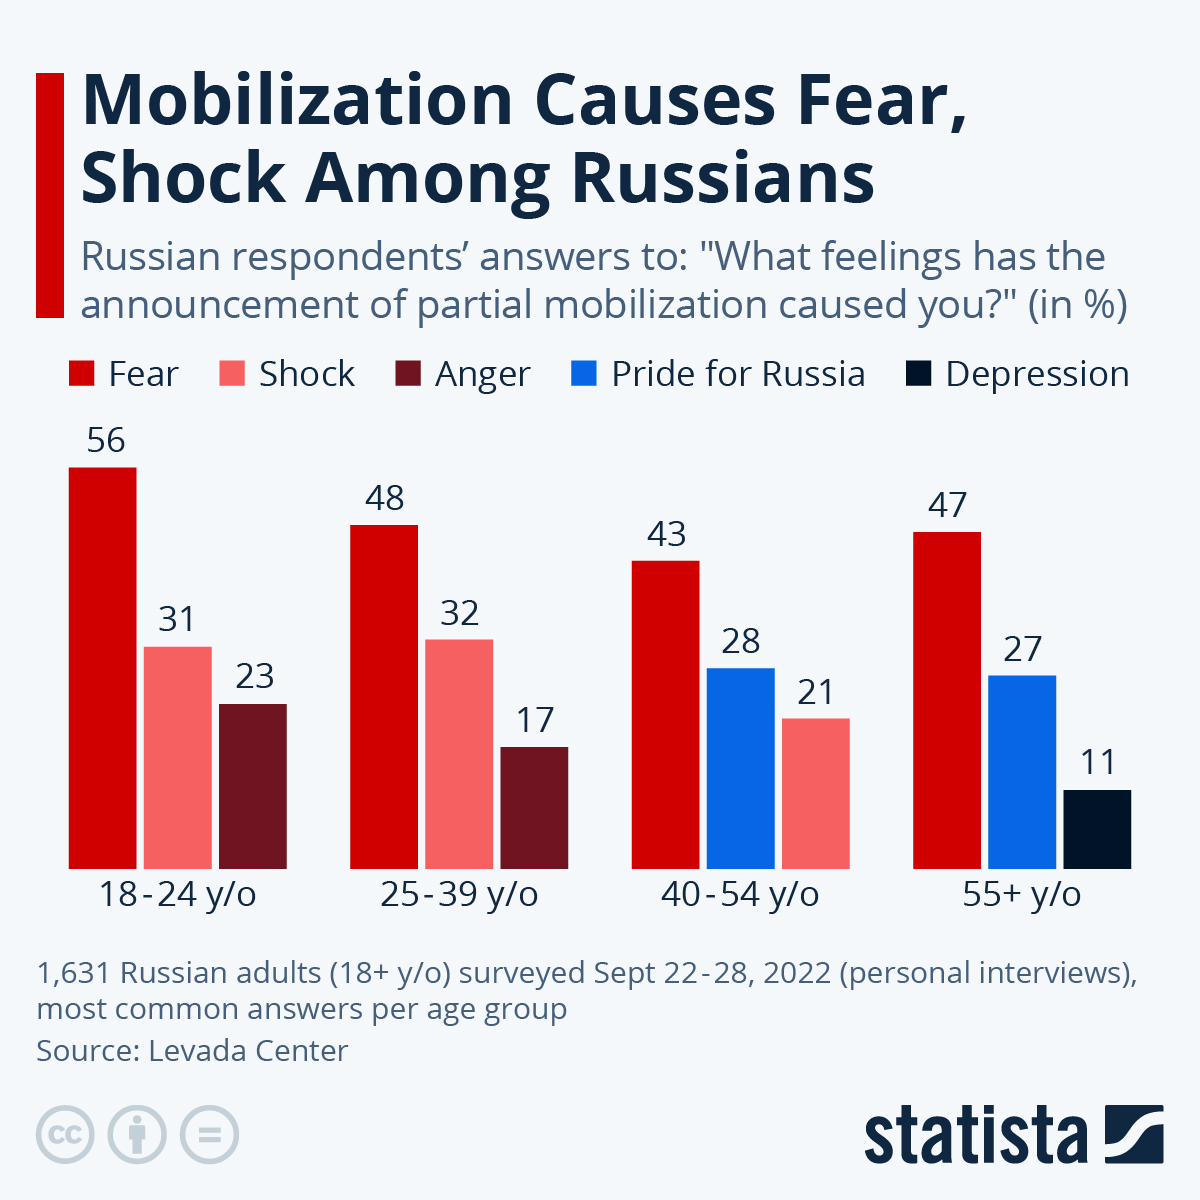 Mobilization Causes Fear,
Shock Among Russians
Russian respondents’ answers to: "What feelings has the
announcement of partial mobilization caused you?" (in %)
Fear Shock Anger Pride for Russia Depression
56 31 23
48 32 17
43 28 21
47 27 11
18-24 y/o 25-39 y/o 40-54 y/o 55+ y/o
1,631 Russian adults (18+ y/o) surveyed Sept 22-28, 2022 (personal interviews),
most common answers per age group
Source: Levada Center
cc
statista